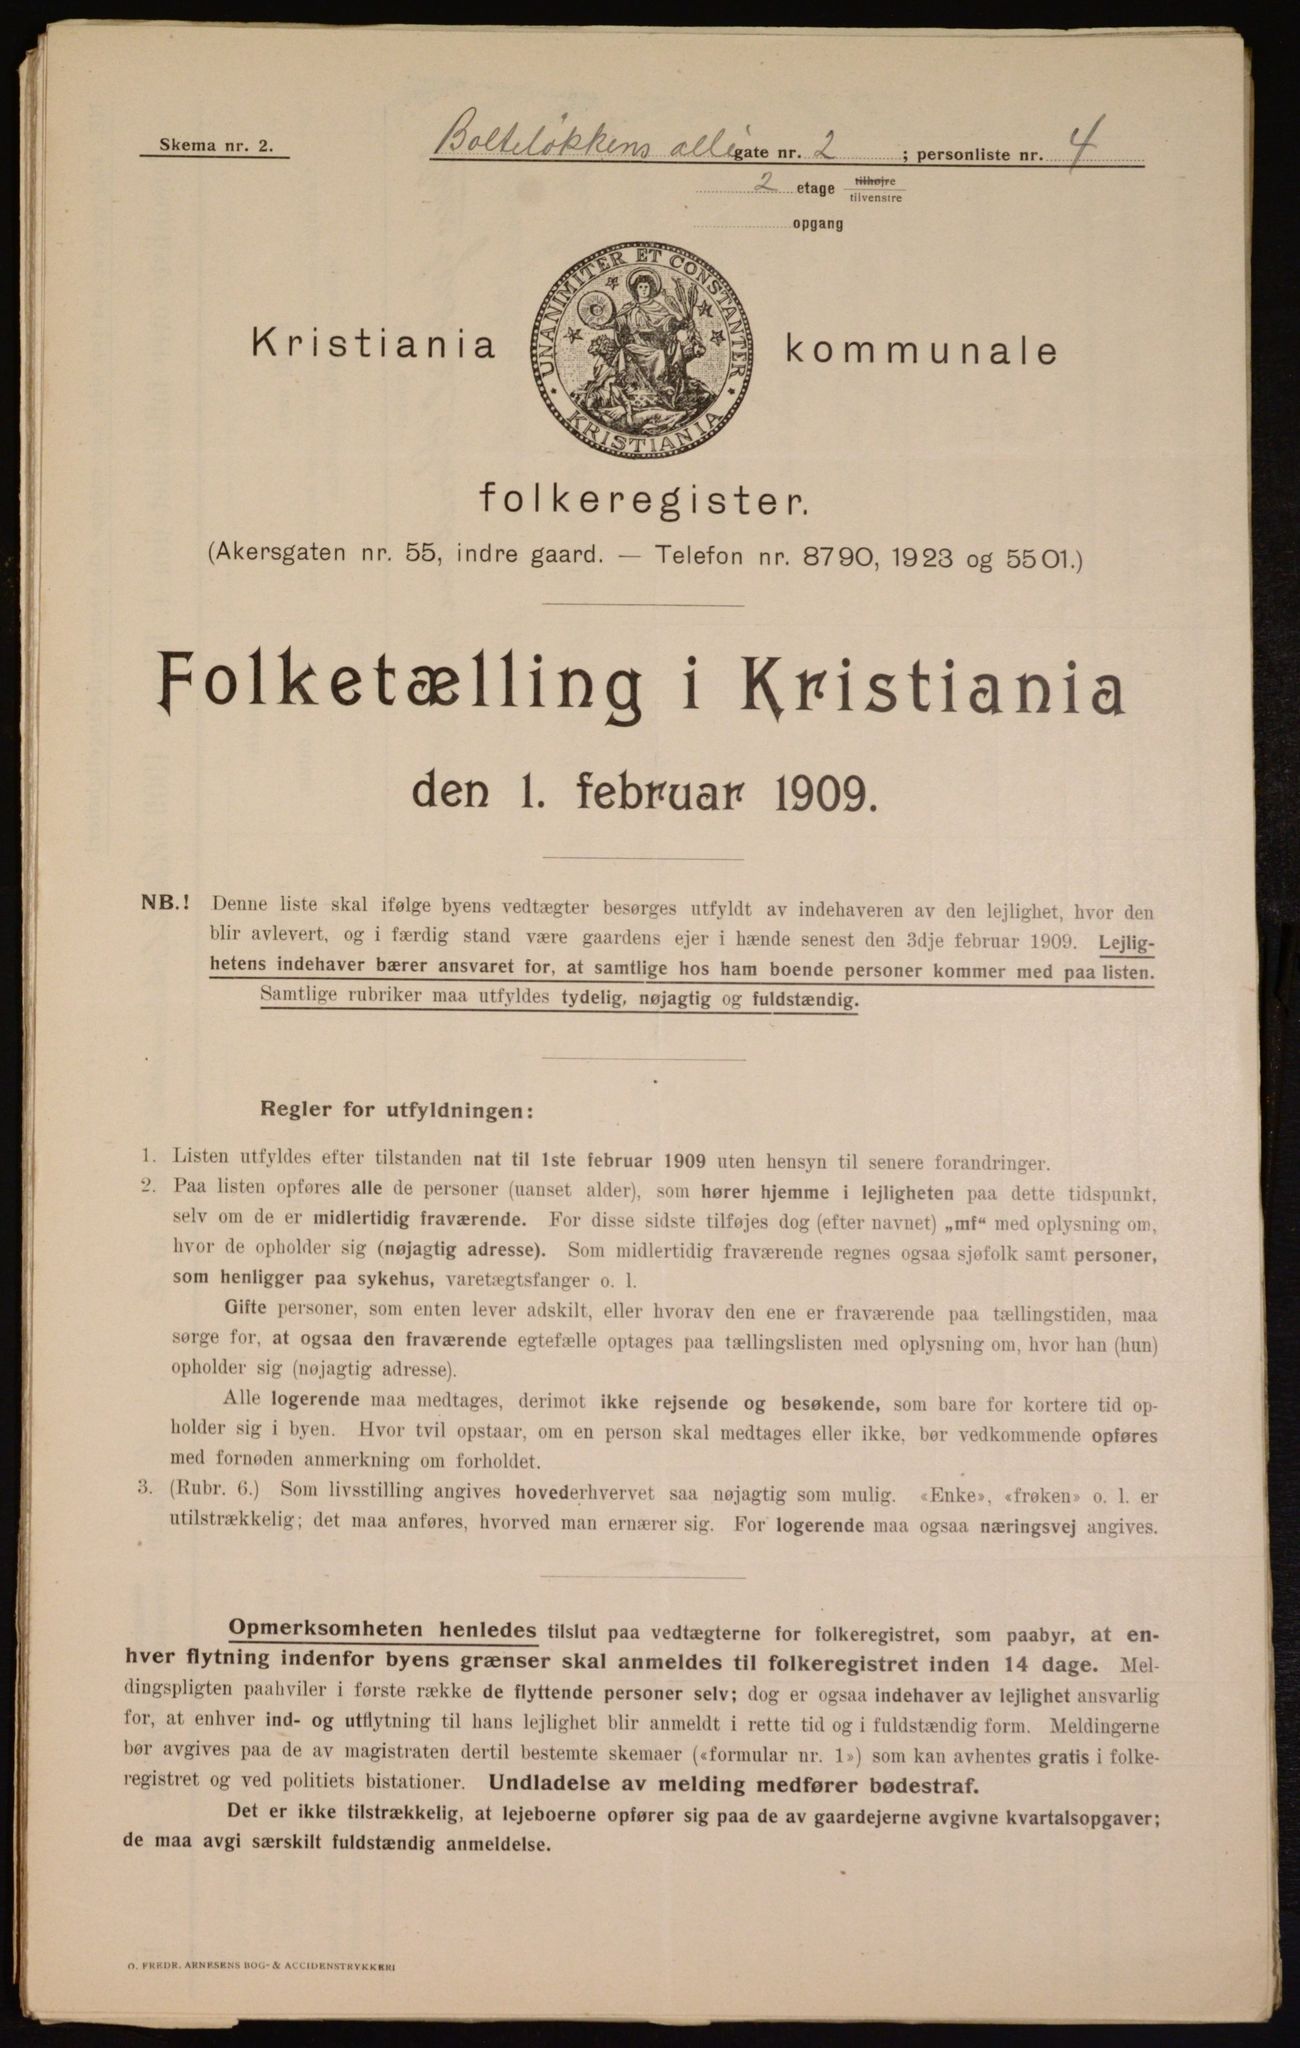 Skema nr. 2.
Bolteløkkens alle gate nr. 2 ; personliste nr. 4
2 etage tilhøjre
tilvenstre
opgang
UNANIMITER ET CONSTANTER
KRISTIANIA
Kristiania kommunale
folkeregister.
(Akersgaten nr. 55, indre gaard. — Telefon nr. 8790, 1923 og 5501.)
Folketælling i Kristiania
den 1. februar 1909.
NB.! Denne liste skal ifølge byens vedtægter besørges utfyldt av indehaveren av den lejlighet, hvor den
blir avlevert, og i færdig stand være gaardens ejer i hænde senest den 3dje februar 1909. Lejlig-
hetens indehaver bærer ansvaret for, at samtlige hos ham boende personer kommer med paa listen.
Samtlige rubriker maa utfyldes tydelig, nøjagtig og fuldstændig.
Regler for utfyldningen:
1. Listen utfyldes efter tilstanden nat til 1ste februar 1909 uten hensyn til senere forandringer.
2. Paa listen opføres alle de personer (uanset alder), som hører hjemme i lejligheten paa dette tidspunkt,
selv om de er midlertidig fraværende. For disse sidste tilføjes dog (efter navnet) „mf“ med oplysning om,
hvor de opholder sig (nøjagtig adresse). Som midlertidig fraværende regnes ogsaa sjøfolk samt personer,
som henligger paa sykehus, varetægtsfanger o. l.
Gifte personer, som enten lever adskilt, eller hvorav den ene er fraværende paa tællingstiden, maa
sørge for, at ogsaa den fraværende egtefælle optages paa tællingslisten med oplysning om, hvor han (hun)
opholder sig (nøjagtig adresse).
Alle logerende maa medtages, derimot ikke rejsende og besøkende, som bare for kortere tid op-
holder sig i byen. Hvor tvil opstaar, om en person skal medtages eller ikke, bør vedkommende opføres
med fornøden anmerkning om forholdet.
3. (Rubr. 6.) Som livsstilling angives hovederhvervet saa nøjagtig som mulig. «Enke», «frøken» o. l. er
utilstrækkelig; det maa anføres, hvorved man ernærer sig. For logerende maa ogsaa næringsvej angives.
Opmerksomheten henledes tilslut paa vedtægterne for folkeregistret, som paabyr, at en-
hver flytning indenfor byens grænser skal anmeldes til folkeregistret inden 14 dage. Mel-
dingspligten paahviler i første række de flyttende personer selv; dog er ogsaa indehaver av lejlighet ansvarlig
for, at enhver ind- og utflytning til hans lejlighet blir anmeldt i rette tid og i fuldstændig form. Meldingerne
bør avgives paa de av magistraten dertil bestemte skemaer («formular nr. 1») som kan avhentes gratis i folke-
registret og ved politiets bistationer. Undladelse av melding medfører bødestraf.
Det er ikke tilstrækkelig, at lejeboerne opfører sig paa de av gaardejerne avgivne kvartalsopgaver;
de maa avgi særskilt fuldstændig anmeldelse.
O. FREDR. ARNESENS BOG- & ACCIDENSTRYKKERI